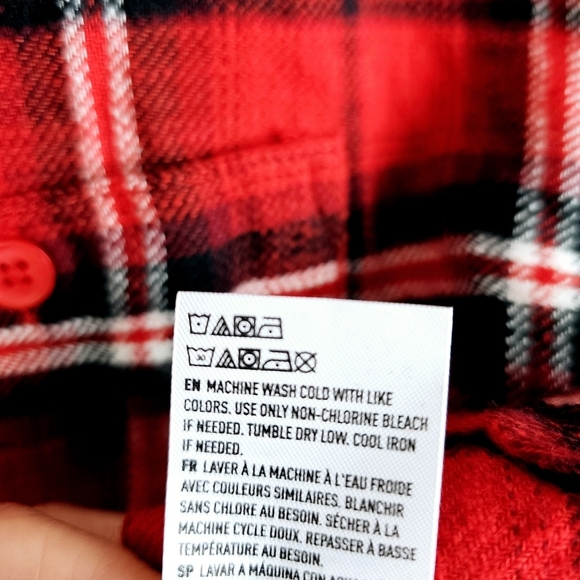 EN MACHINE WASH COLD WITH LIKE
COLORS. USE ONLY NON-CHLORINE BLEACH
IF NEEDED. TUMBLE DRY LOW. COOL IRON
IF NEEDED.
FR LAVER À LA MACHINE À L'EAU FROIDE
AVEC COULEURS SIMILAIRES. BLANCHIR
SANS CHLORE AU BESOIN. SÉCHER À LA
MACHINE CYCLE DOUX. REPASSER À BASSE
TEMPÉRATURE AU BESOIN.
SP LAVAR A MÁQUINA CON